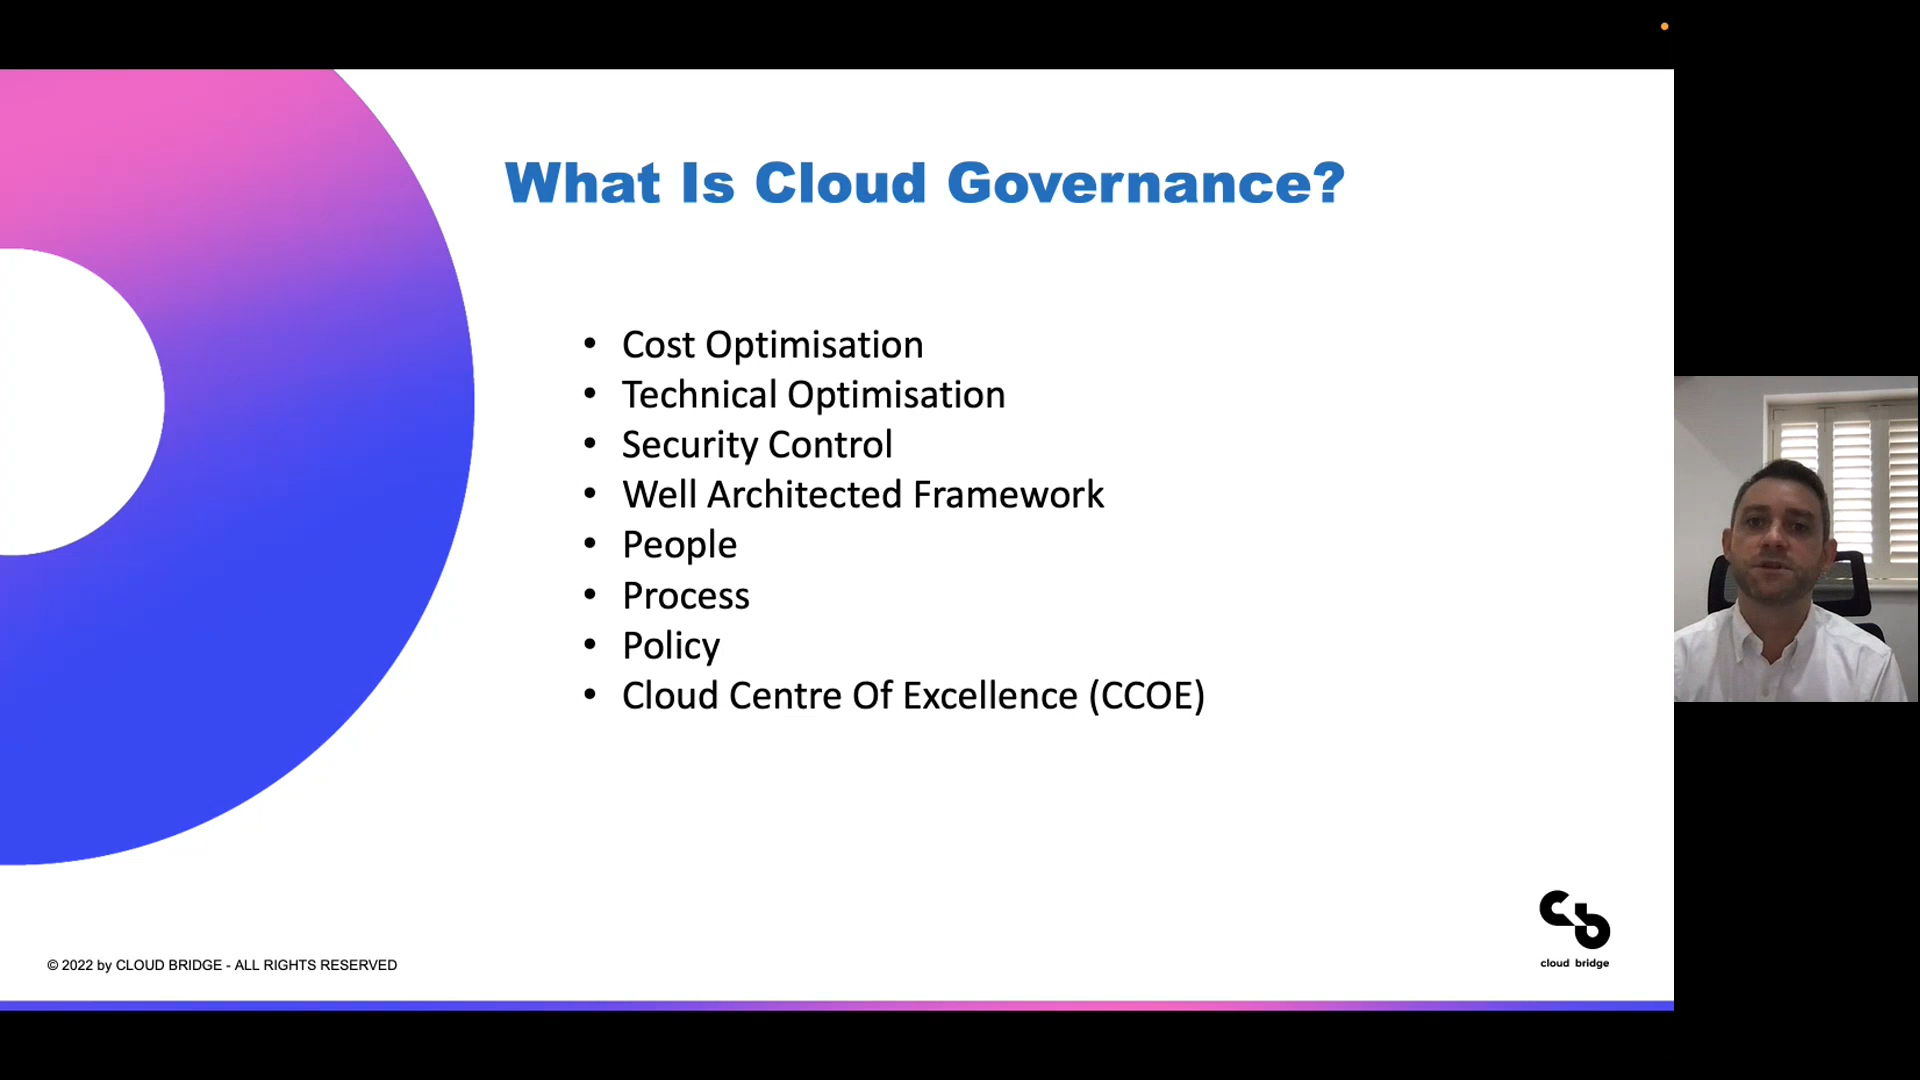 What Is Cloud Governance?
• Cost Optimisation
• Technical Optimisation
• Security Control
• Well Architected Framework
• People
• Process
• Policy
• Cloud Centre Of Excellence (CCOE)
cb
cloud bridge
© 2022 by CLOUD BRIDGE - ALL RIGHTS RESERVED